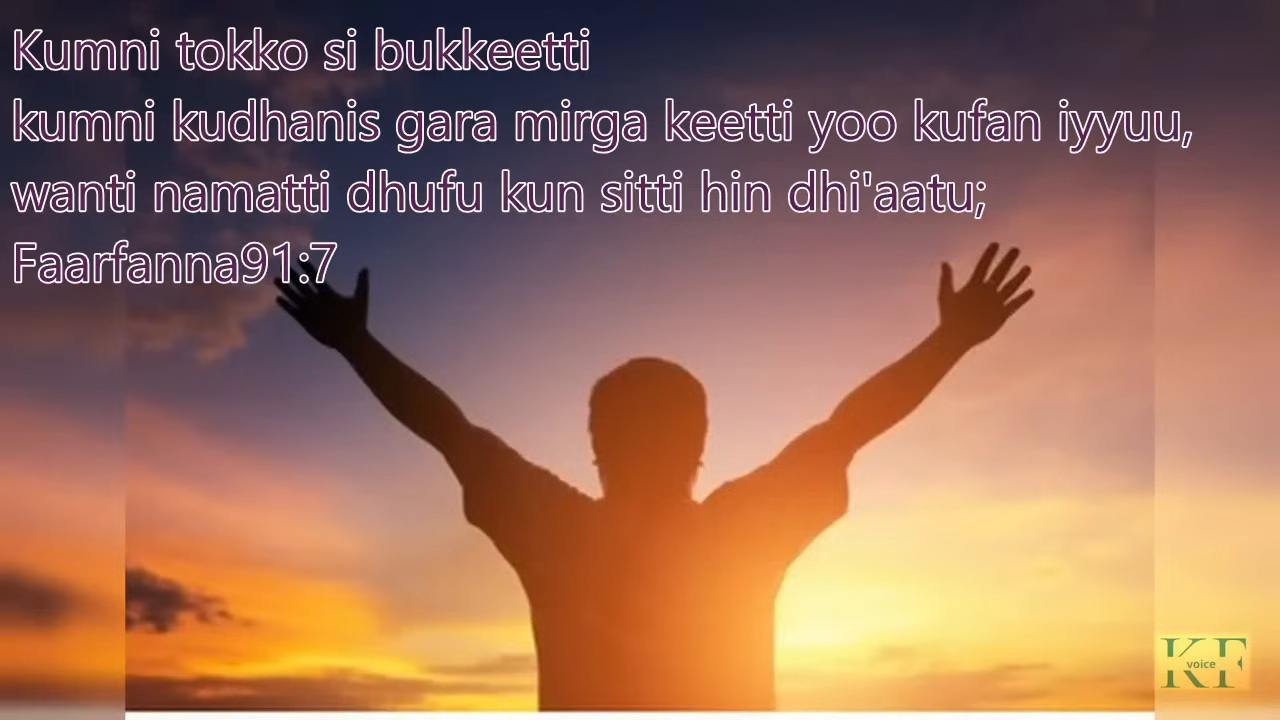 Kumni tokko si bukkeetti
kumni kudhanis gara mirga keetti yoo kufan iyyuu,
wanti namatti dhufu kun sitti hin dhi'aatu;
Faarfanna91:7
KF
voice